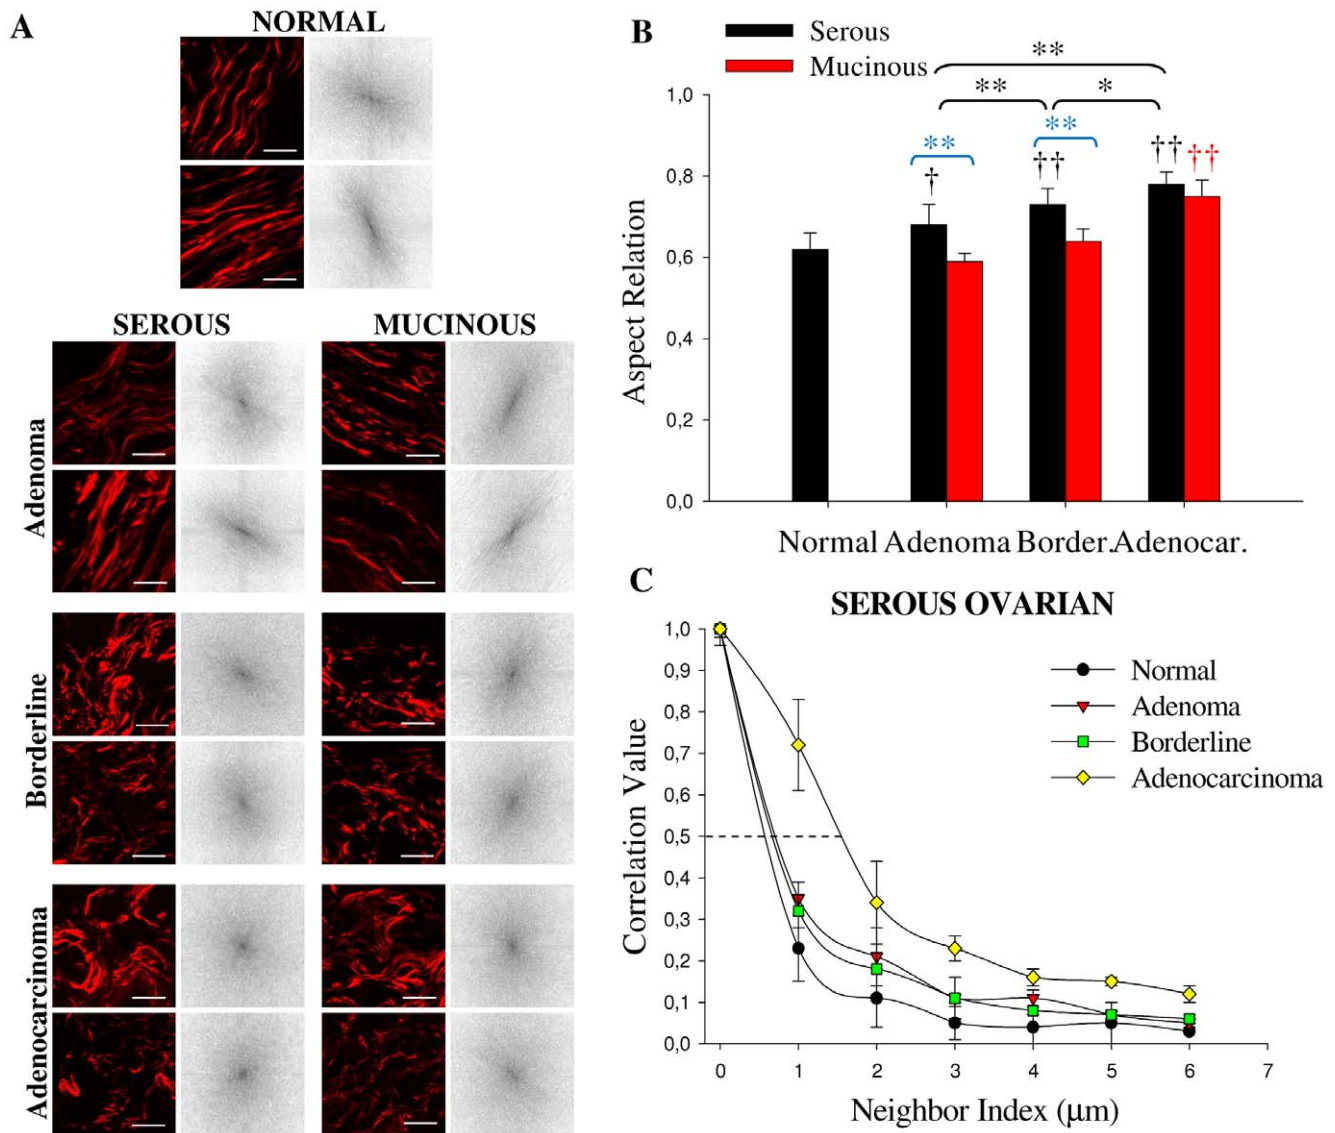 A
NORMAL
SEROUS
MUCINOUS
Adenoma
Borderline
Adenocarcinoma
B
Serous
Mucinous
**
** *
** **
† †† †† ††
1,0
0,8
0,6
0,4
0,2
0,0
Aspect Relation
Normal Adenoma Border. Adenocar.
C
SEROUS OVARIAN
Normal
Adenoma
Borderline
Adenocarcinoma
1,0
0,9
0,8
0,7
0,6
0,5
0,4
0,3
0,2
0,1
0,0
Correlation Value
0 1 2 3 4 5 6 7
Neighbor Index (µm)